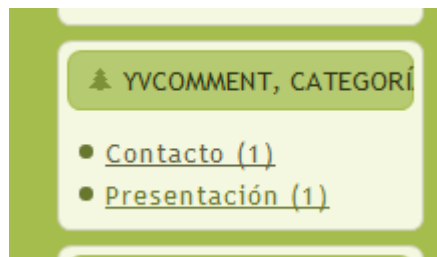 YVCOMMENT, CATEGORÍ
Contacto (1)
Presentación (1)